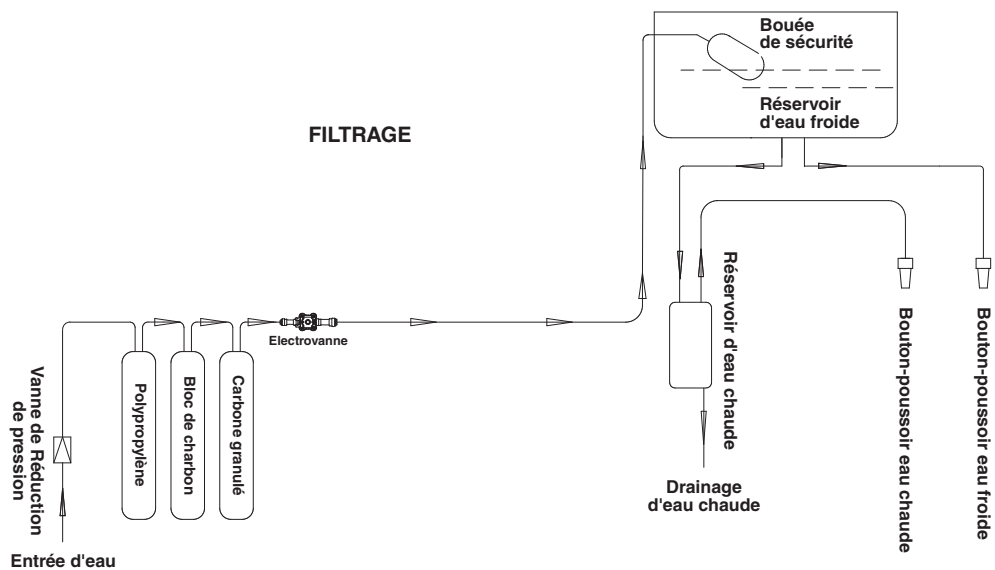 Bouée
de sécurité
Réservoir
d'eau froide
FILTRAGE
Réservoir d'eau chaude
Electrovanne
Vanne de Réduction
de pression
Polypropylène
Bloc de charbon
Carbone granulé
Bouton-poussoir eau chaude
Bouton-poussoir eau froide
Drainage
d'eau chaude
Entrée d'eau